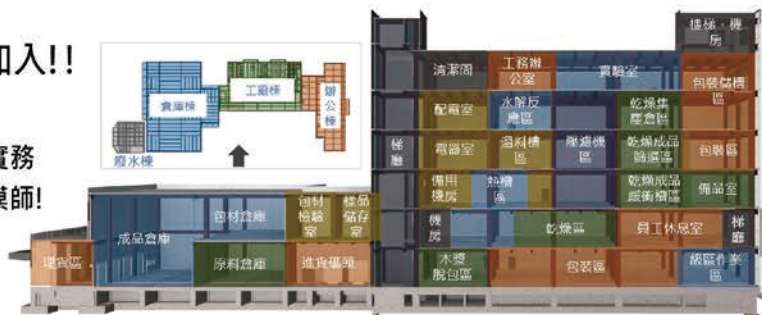 加入!!
實務
模師!
倉庫棟
工廠棟
辦公棟
廢水棟
樓梯、機房
清潔間
工務辦公室
實驗室
包裝儲槽區
配電室
水解反應區
乾燥集塵倉區
梯廳
電器室
溫料槽區
壓濾機區
乾燥成品篩選區
包裝區
備用機房
熱槽區
乾燥成品緩衝槽區
備品室
機房
乾燥區
員工休息室
梯廳
木漿脫包區
包裝區
級區作業區
成品倉庫
包材倉庫
包材檢驗室
樣品儲存室
理貨區
原料倉庫
進貨碼頭